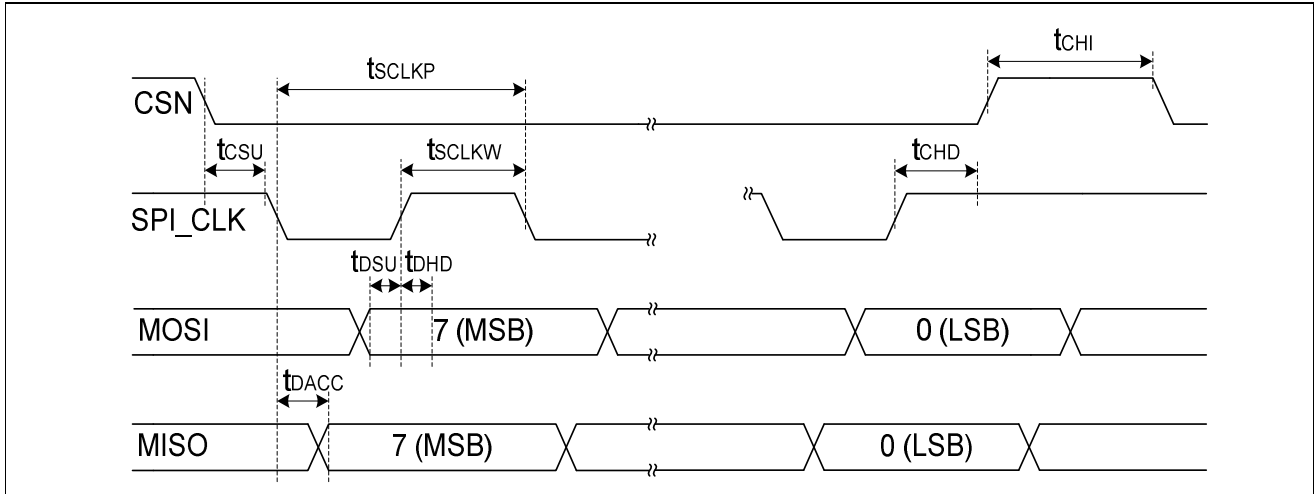 tCHI
tSCLKP
CSN
tCSU
tSCLKW
tCHD
SPI_CLK
tDSU tDHD
MOSI 7 (MSB) 0 (LSB)
tDACC
MISO 7 (MSB) 0 (LSB)